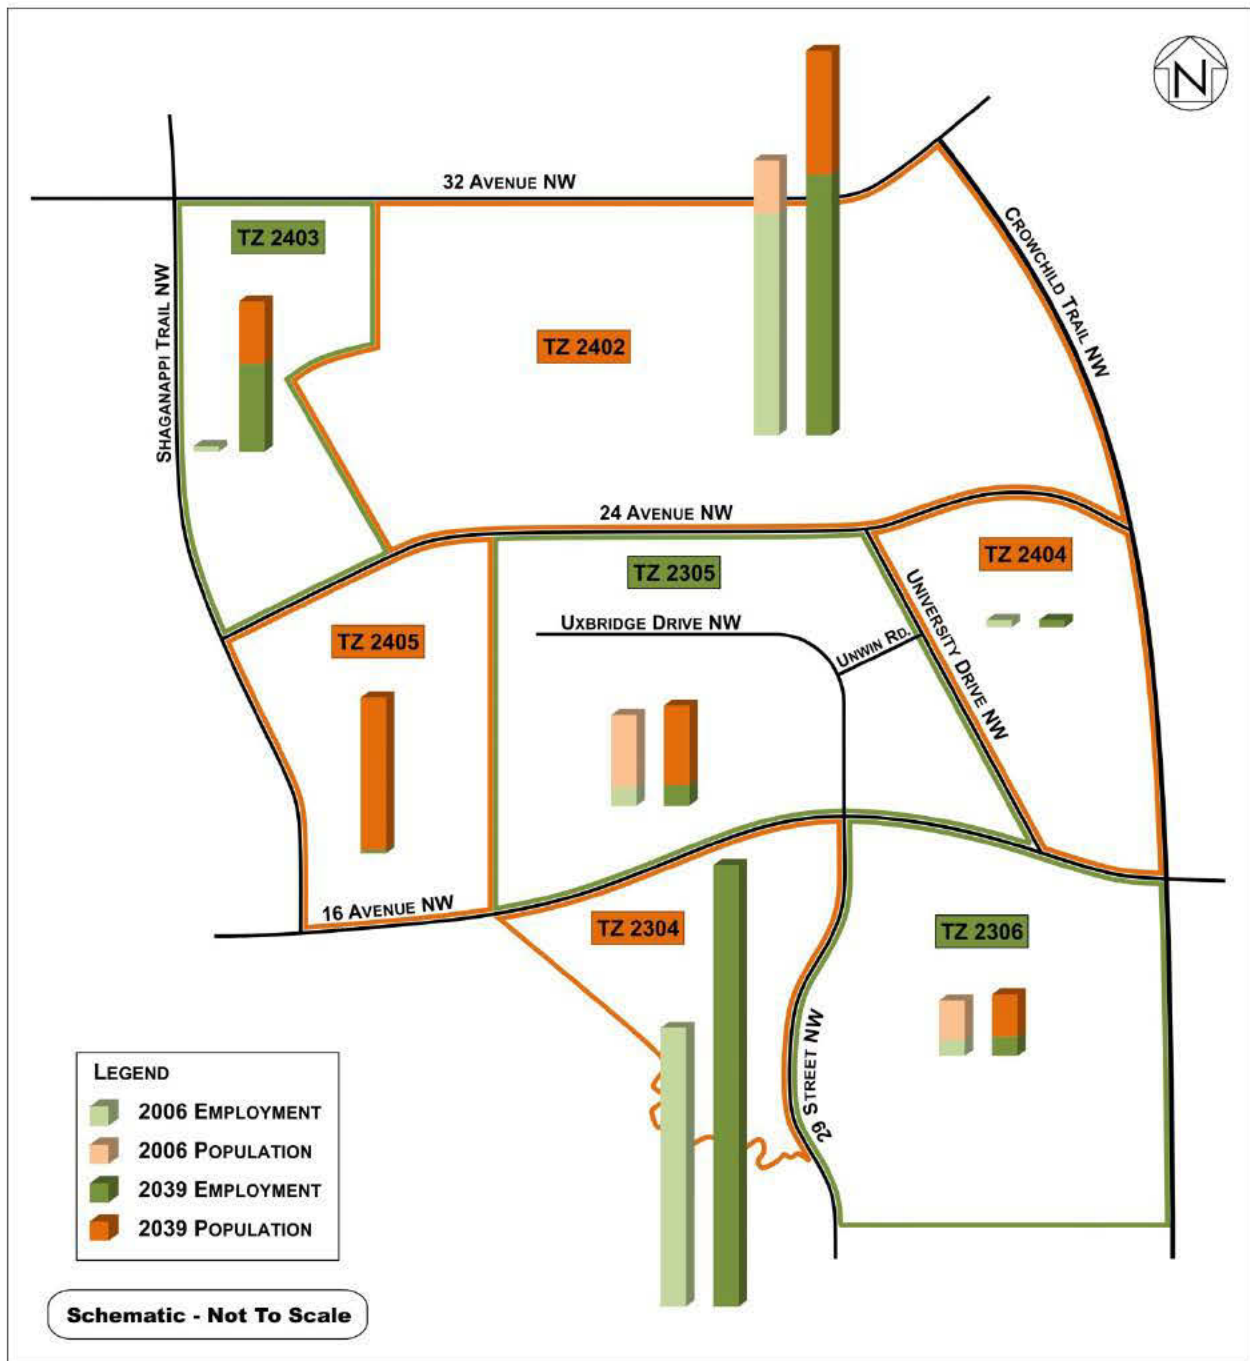 N
32 AVENUE NW
TZ 2403
CROWCHILD TRAIL NW
SHAGANAPPI TRAIL NW
TZ 2402
24 AVENUE NW
TZ 2404
TZ 2305
UNIVERSITY DRIVE NW
UXBRIDGE DRIVE NW
UNWIN RD.
TZ 2405
16 AVENUE NW
TZ 2304
TZ 2306
29 STREET NW
LEGEND
2006 EMPLOYMENT
2006 POPULATION
2039 EMPLOYMENT
2039 POPULATION
Schematic - Not To Scale